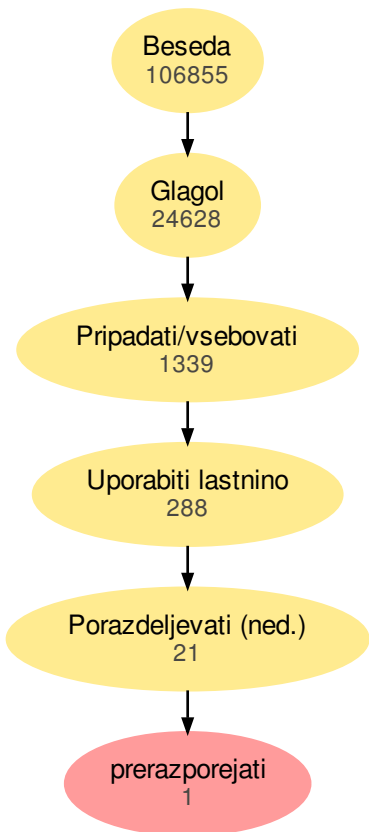 Beseda
106855
Glagol
24628
Pripadati/vsebovati
1339
Uporabiti lastnino
288
Porazdeljevati (ned.)
21
prerazporejati
1